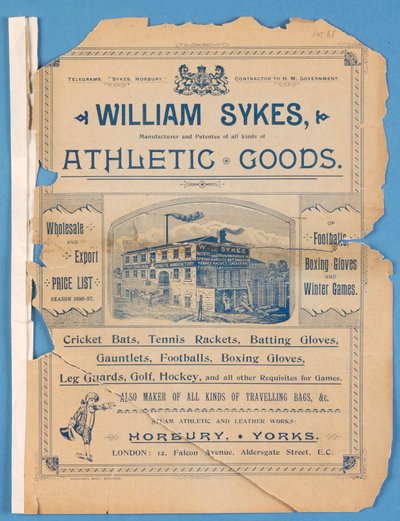 TELEGRAMS: "SYKES, HORBURY."
CONTRACTOR TO H. M. GOVERNMENT.
WILLIAM SYKES,
Manufacturer and Patentee of all kinds of
ATHLETIC GOODS.
Wholesale
AND
Export
PRICE LIST
SEASON 1896-97.
OF
Footballs,
Boxing Gloves
AND
Winter Games.
W SYKES
Cricket Bats, Tennis Rackets, Batting Gloves,
Gauntlets, Footballs, Boxing Gloves,
Leg Guards, Golf, Hockey, and all other Requisites for Games.
ALSO MAKER OF ALL KINDS OF TRAVELLING BAGS, &c.
STEAM ATHLETIC AND LEATHER WORKS:
HORBURY, YORKS.
LONDON: 12, Falcon Avenue, Aldersgate Street, E.C.